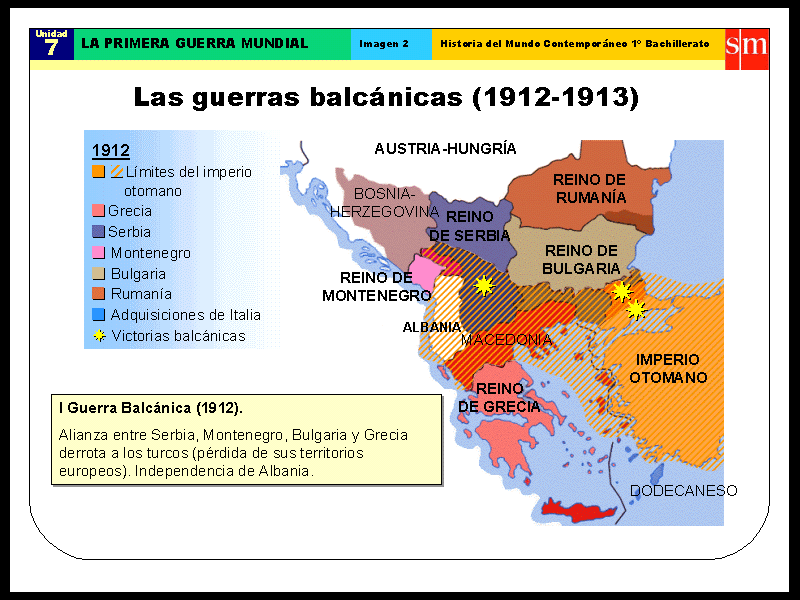 Unidad
7
LA PRIMERA GUERRA MUNDIAL
Imagen 2
Historia del Mundo Contemporáneo 1º Bachillerato
sm
Las guerras balcánicas (1912-1913)
1912
Límites del imperio
otomano
Grecia
Serbia
Montenegro
Bulgaria
Rumanía
Adquisiciones de Italia
Victorias balcánicas
AUSTRIA-HUNGRÍA
BOSNIA-
HERZEGOVINA
REINO
DE SERBIA
REINO DE
RUMANÍA
REINO DE
BULGARIA
REINO DE
MONTENEGRO
ALBANIA
MACEDONIA
IMPERIO
OTOMANO
REINO
DE GRECIA
DODECANESO
I Guerra Balcánica (1912).
Alianza entre Serbia, Montenegro, Bulgaria y Grecia
derrota a los turcos (pérdida de sus territorios
europeos). Independencia de Albania.